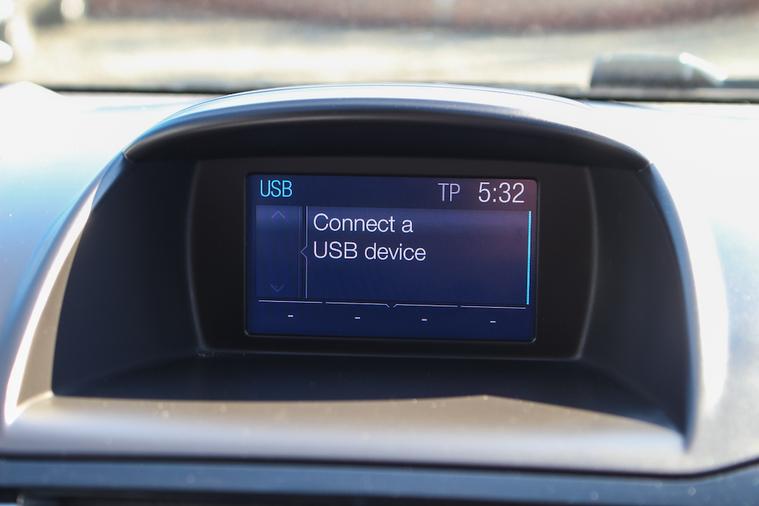 USB TP 5:32
Connect a
USB device
- - - -